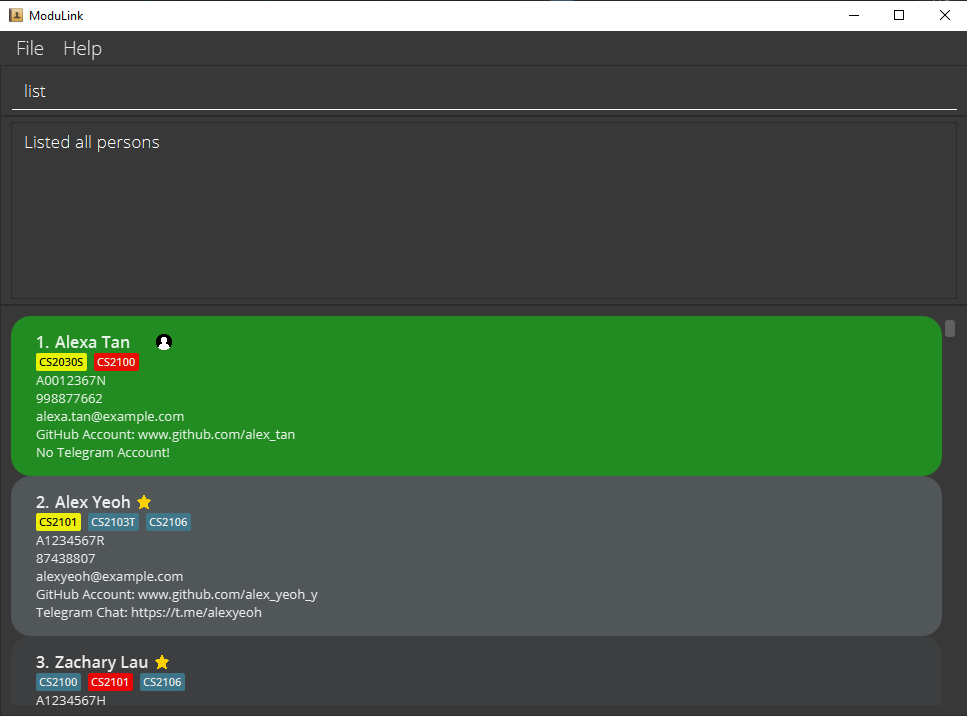 ModuLink
File Help
list
Listed all persons
1. Alexa Tan
CS2030S CS2100
A0012367N
998877662
alexa.tan@example.com
GitHub Account: www.github.com/alex_tan
No Telegram Account!
2. Alex Yeoh
CS2101 CS2103T CS2106
A1234567R
87438807
alexyeoh@example.com
GitHub Account: www.github.com/alex_yeoh_y
Telegram Chat: https://t.me/alexyeoh
3. Zachary Lau
CS2100 CS2101 CS2106
A1234567H